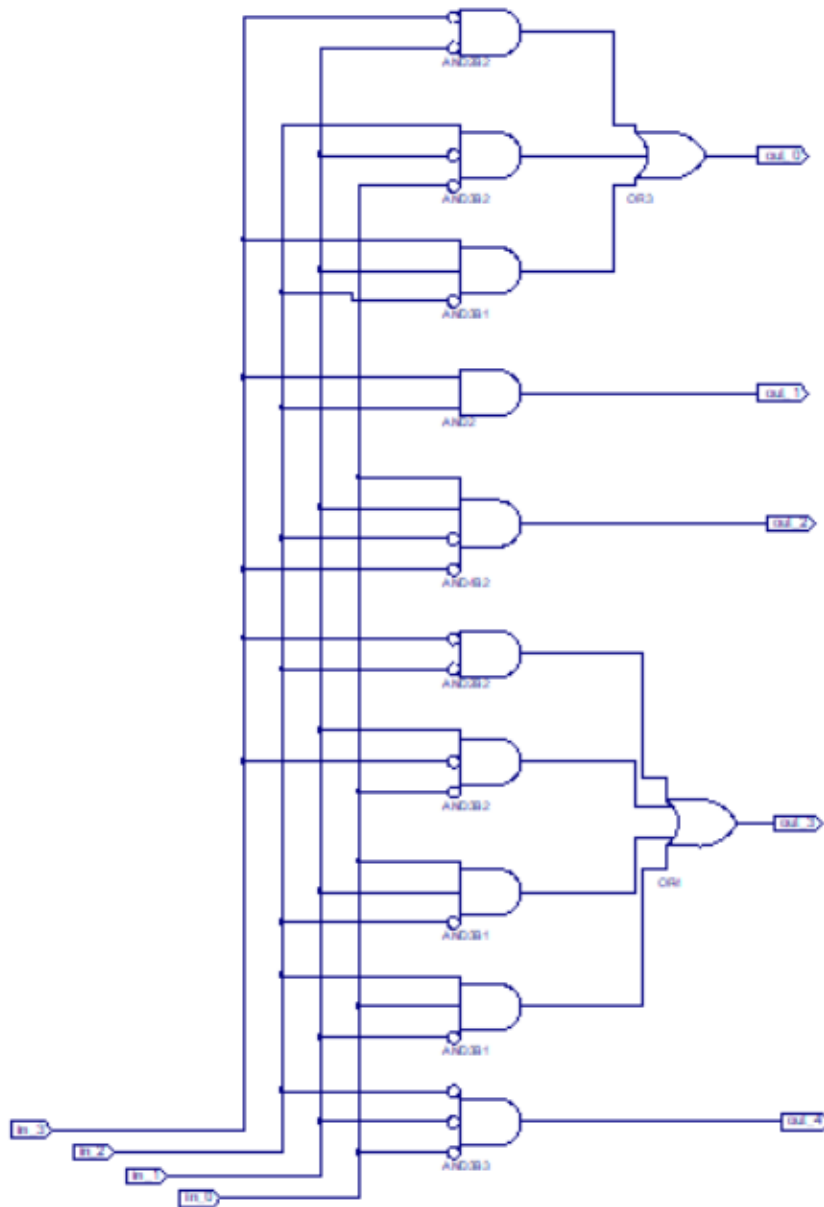 AND3B2
out_0
AND3B2
OR3
AND3B1
out_1
AND2
out_2
AND4B2
AND3B2
AND3B2
out_3
OR4
AND3B1
AND3B1
out_4
in_3
in_2
AND3B3
in_1
in_0